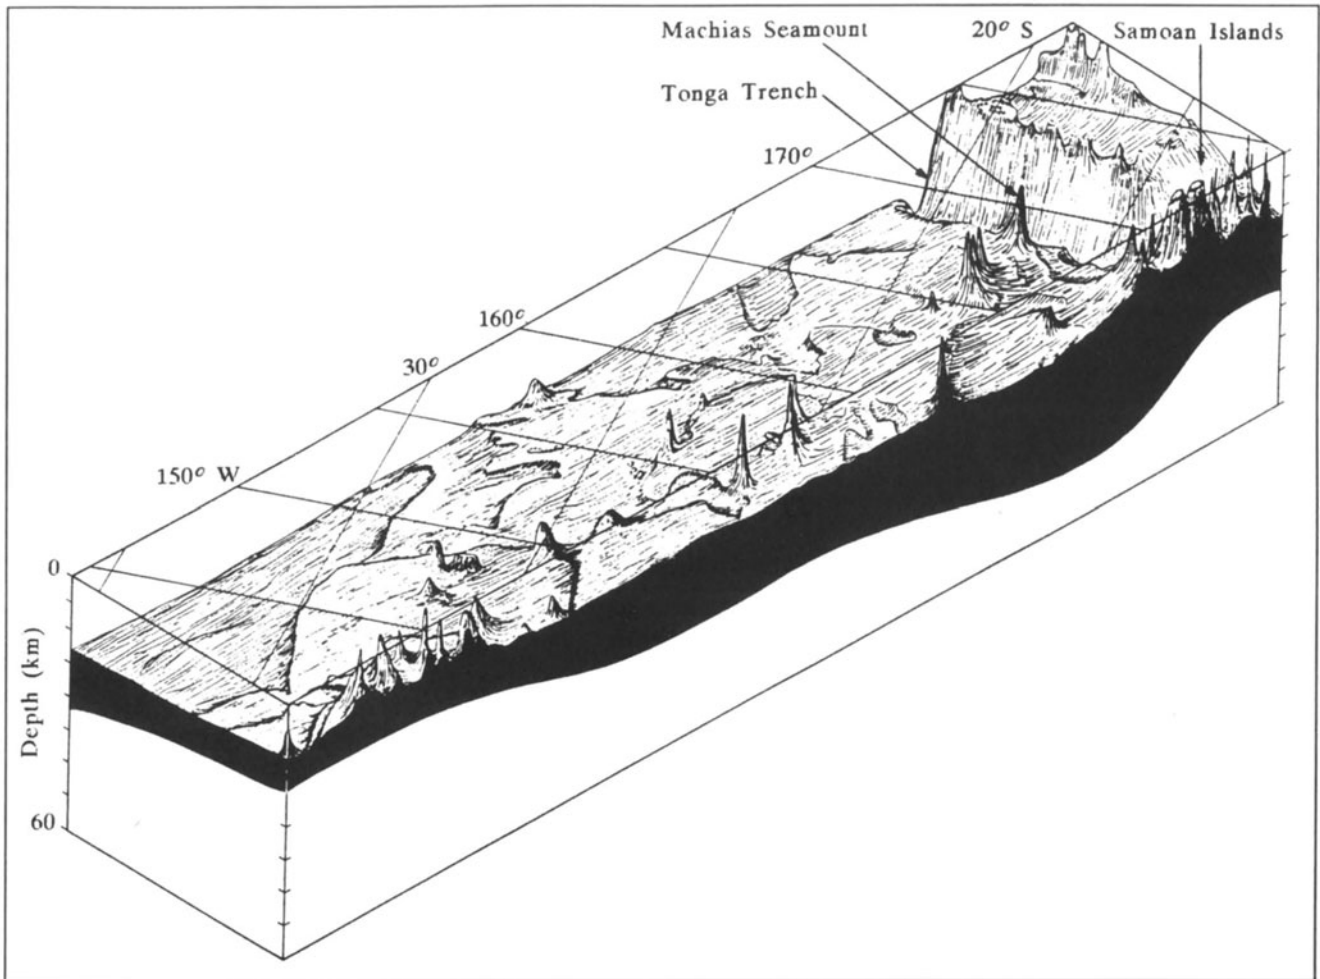 Machias Seamount
20° S
Samoan Islands
Tonga Trench
170°
160°
30°
150° W
0
Depth (km)
60